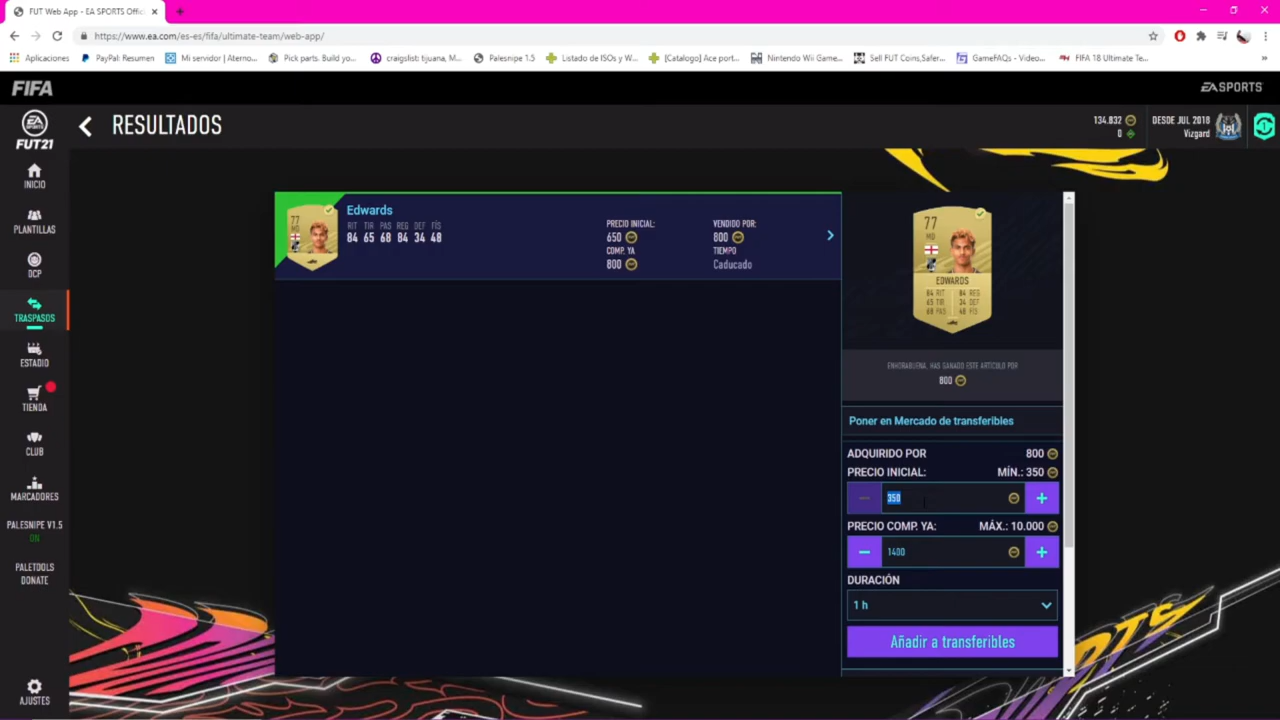 FUT Web App - EA SPORTS Offici
https://www.ea.com/es-es/fifa/ultimate-team/web-app/
Aplicaciones PayPal: Resumen Mi servidor | Aterno... Pick parts. Build yo... craigslist: tijuana, M... Palesnipe 1.5 Listado de ISOs y W... [Catalogo] Ace port... Nintendo Wii Game... Sell FUT Coins,Safer... GameFAQs - Video... FIFA 18 Ultimate Te... »
FIFA
EA SPORTS
EA SPORTS
FUT21
RESULTADOS
134.832
0
DESDE JUL 2018
Vizgard
INICIO
PLANTILLAS
DCP
TRASPASOS
ESTADIO
TIENDA
CLUB
MARCADORES
PALESNIPE V1.5
ON
PALETOOLS
DONATE
AJUSTES
77
Edwards
RIT TIR PAS REG DEF FÍS
84 65 68 84 34 48
PRECIO INICIAL:
650
COMP. YA
800
VENDIDO POR:
800
TIEMPO
Caducado
77
MD
EDWARDS
84 RIT 84 REG
65 TIR 34 DEF
68 PAS 48 FÍS
ENHORABUENA, HAS GANADO ESTE ARTÍCULO POR
800
Poner en Mercado de transferibles
ADQUIRIDO POR 800
PRECIO INICIAL: MÍN.: 350
350
PRECIO COMP. YA: MÁX.: 10.000
1400
DURACIÓN
1 h
Añadir a transferibles